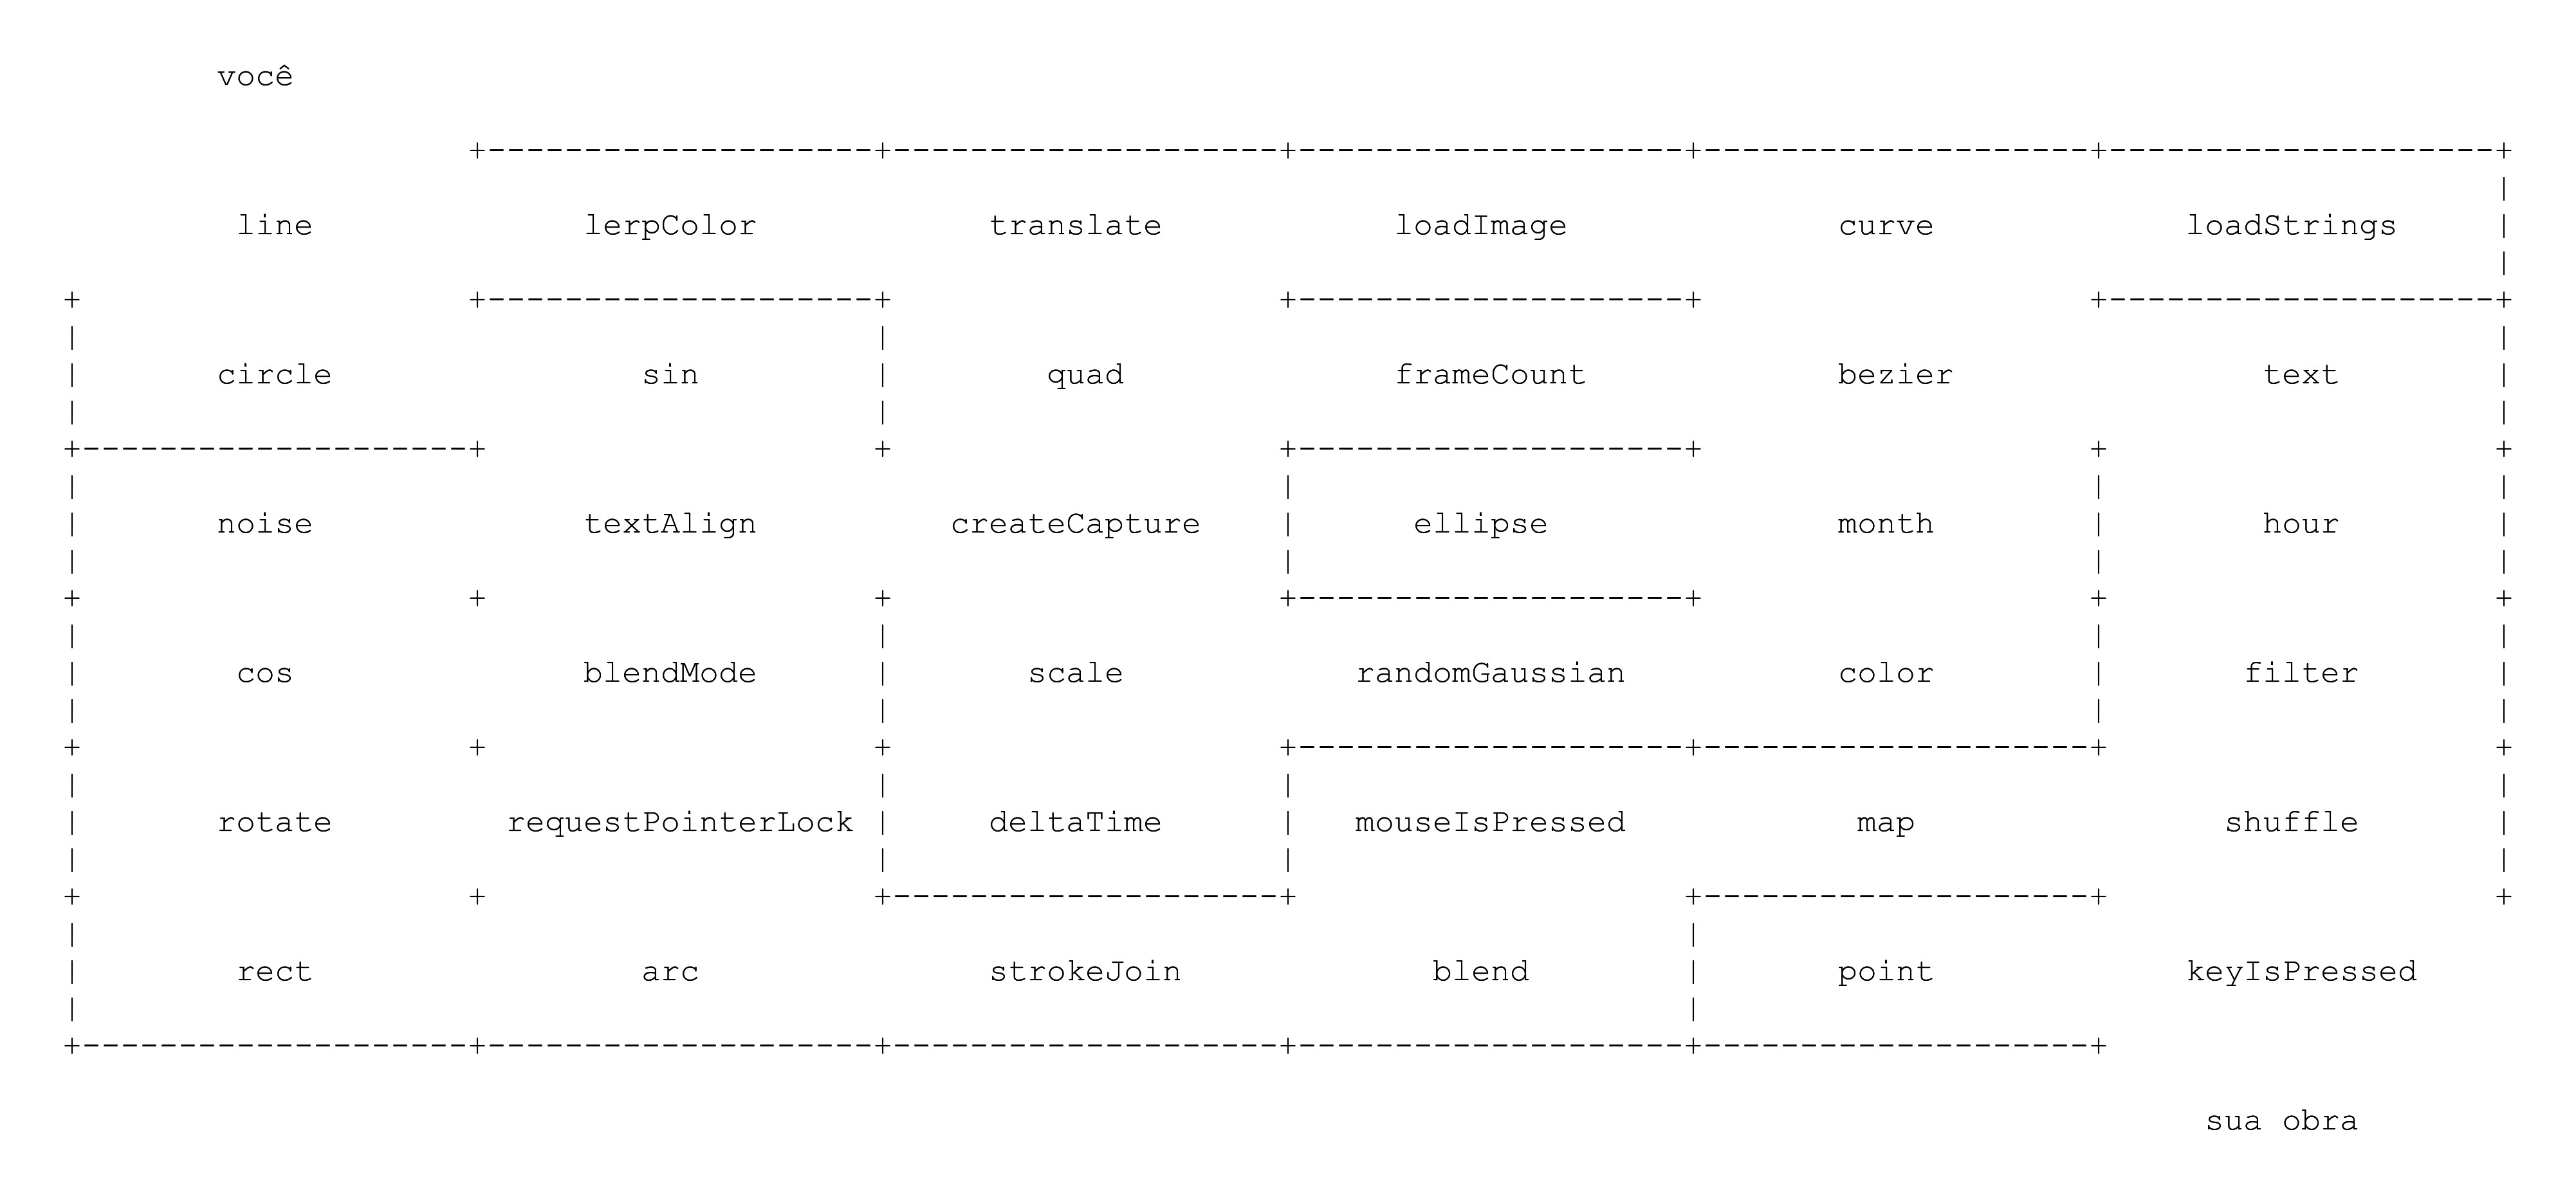 você
line lerpColor translate loadImage curve loadStrings
circle sin quad frameCount bezier text
noise textAlign createCapture ellipse month hour
cos blendMode scale randomGaussian color filter
rotate requestPointerLock deltaTime mouseIsPressed map shuffle
rect arc strokeJoin blend point keyIsPressed
sua obra